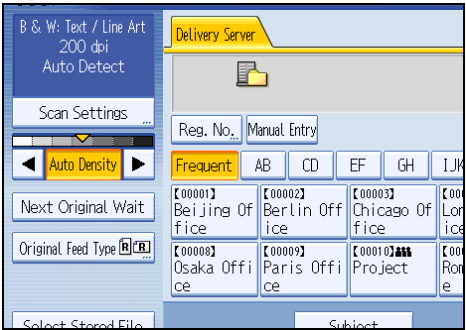 B & W: Text / Line Art
200 dpi
Auto Detect
Scan Settings
Auto Density
Next Original Wait
Original Feed Type
Select Stored File
Delivery Server
Reg. No.
Manual Entry
Frequent AB CD EF GH IJK
【00001】
Beijing Of
fice
【00002】
Berlin Off
ice
【00003】
Chicago Of
fice
【00008】
Osaka Offi
ce
【00009】
Paris Offi
ce
【00010】
Project
Subject